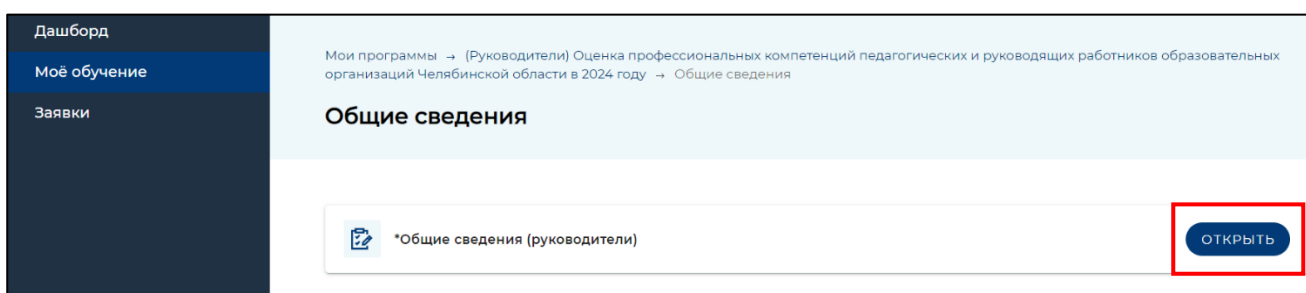 Дашборд
Моё обучение
Заявки
Мои программы → (Руководители) Оценка профессиональных компетенций педагогических и руководящих работников образовательных
организаций Челябинской области в 2024 году → Общие сведения
Общие сведения
*Общие сведения (руководители)
ОТКРЫТЬ